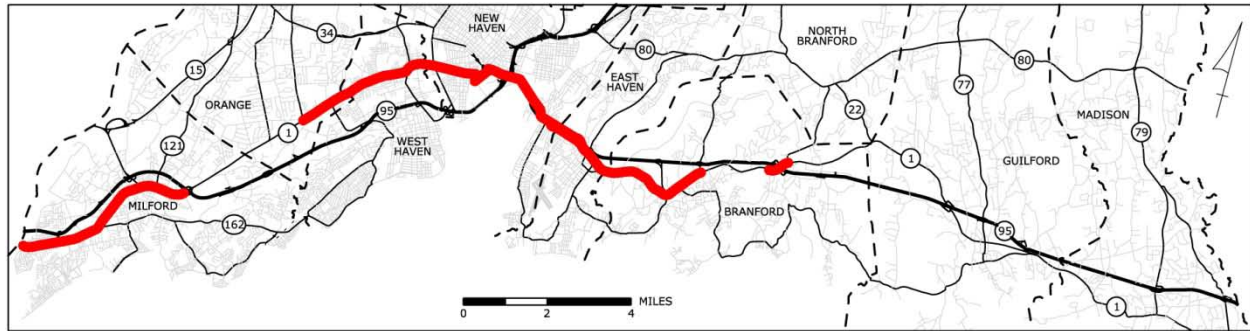 NEW
HAVEN
34
80
NORTH
BRANFORD
15
EAST
HAVEN
80
ORANGE
95
77
MADISON
22
79
1
121
WEST
HAVEN
1
GUILFORD
MILFORD
BRANFORD
162
95
MILES
0 2 4
1